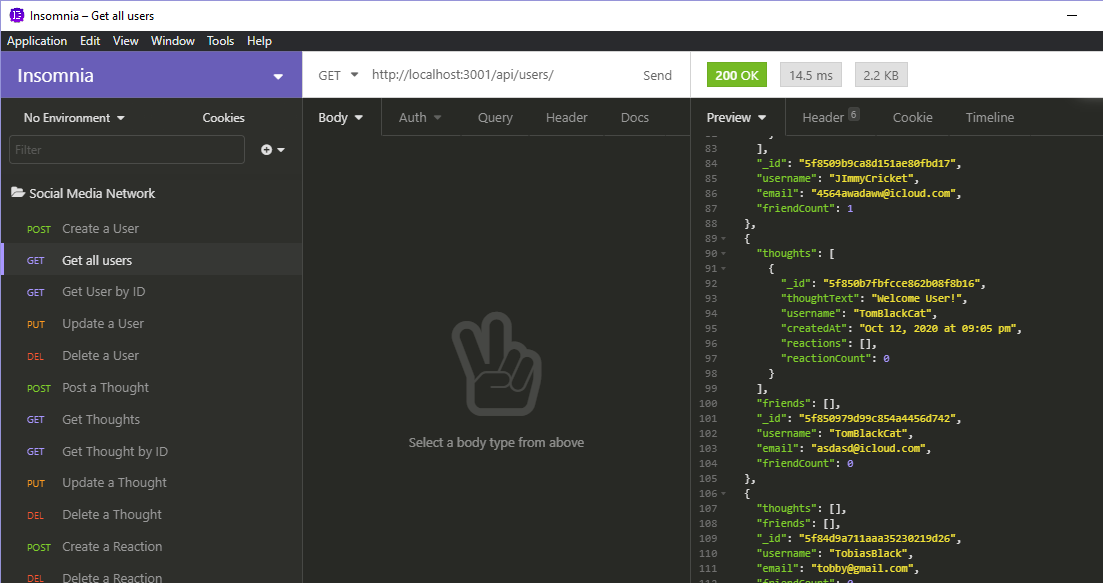 Insomnia – Get all users
Application Edit View Window Tools Help
Insomnia
GET http://localhost:3001/api/users/ Send
200 OK 14.5 ms 2.2 KB
No Environment Cookies
Body Auth Query Header Docs
Preview Header 6 Cookie Timeline
Filter
Social Media Network
POST Create a User
GET Get all users
GET Get User by ID
PUT Update a User
DEL Delete a User
POST Post a Thought
GET Get Thoughts
GET Get Thought by ID
PUT Update a Thought
DEL Delete a Thought
POST Create a Reaction
DEL Delete a Reaction
Select a body type from above
83 ],
84 "_id": "5f8509b9ca8d151ae80fbd17",
85 "username": "JImmyCricket",
86 "email": "4564awadaww@icloud.com",
87 "friendCount": 1
88 },
89 {
90 "thoughts": [
91 {
92 "_id": "5f850b7fbfcce862b08f8b16",
93 "thoughtText": "Welcome User!",
94 "username": "TomBlackCat",
95 "createdAt": "Oct 12, 2020 at 09:05 pm",
96 "reactions": [],
97 "reactionCount": 0
98 }
99 ],
100 "friends": [],
101 "_id": "5f850979d99c854a4456d742",
102 "username": "TomBlackCat",
103 "email": "asdasd@icloud.com",
104 "friendCount": 0
105 },
106 {
107 "thoughts": [],
108 "friends": [],
109 "_id": "5f84d9a711aaa35230219d26",
110 "username": "TobiasBlack",
111 "email": "tobby@gmail.com",
112 "friendCount": 0